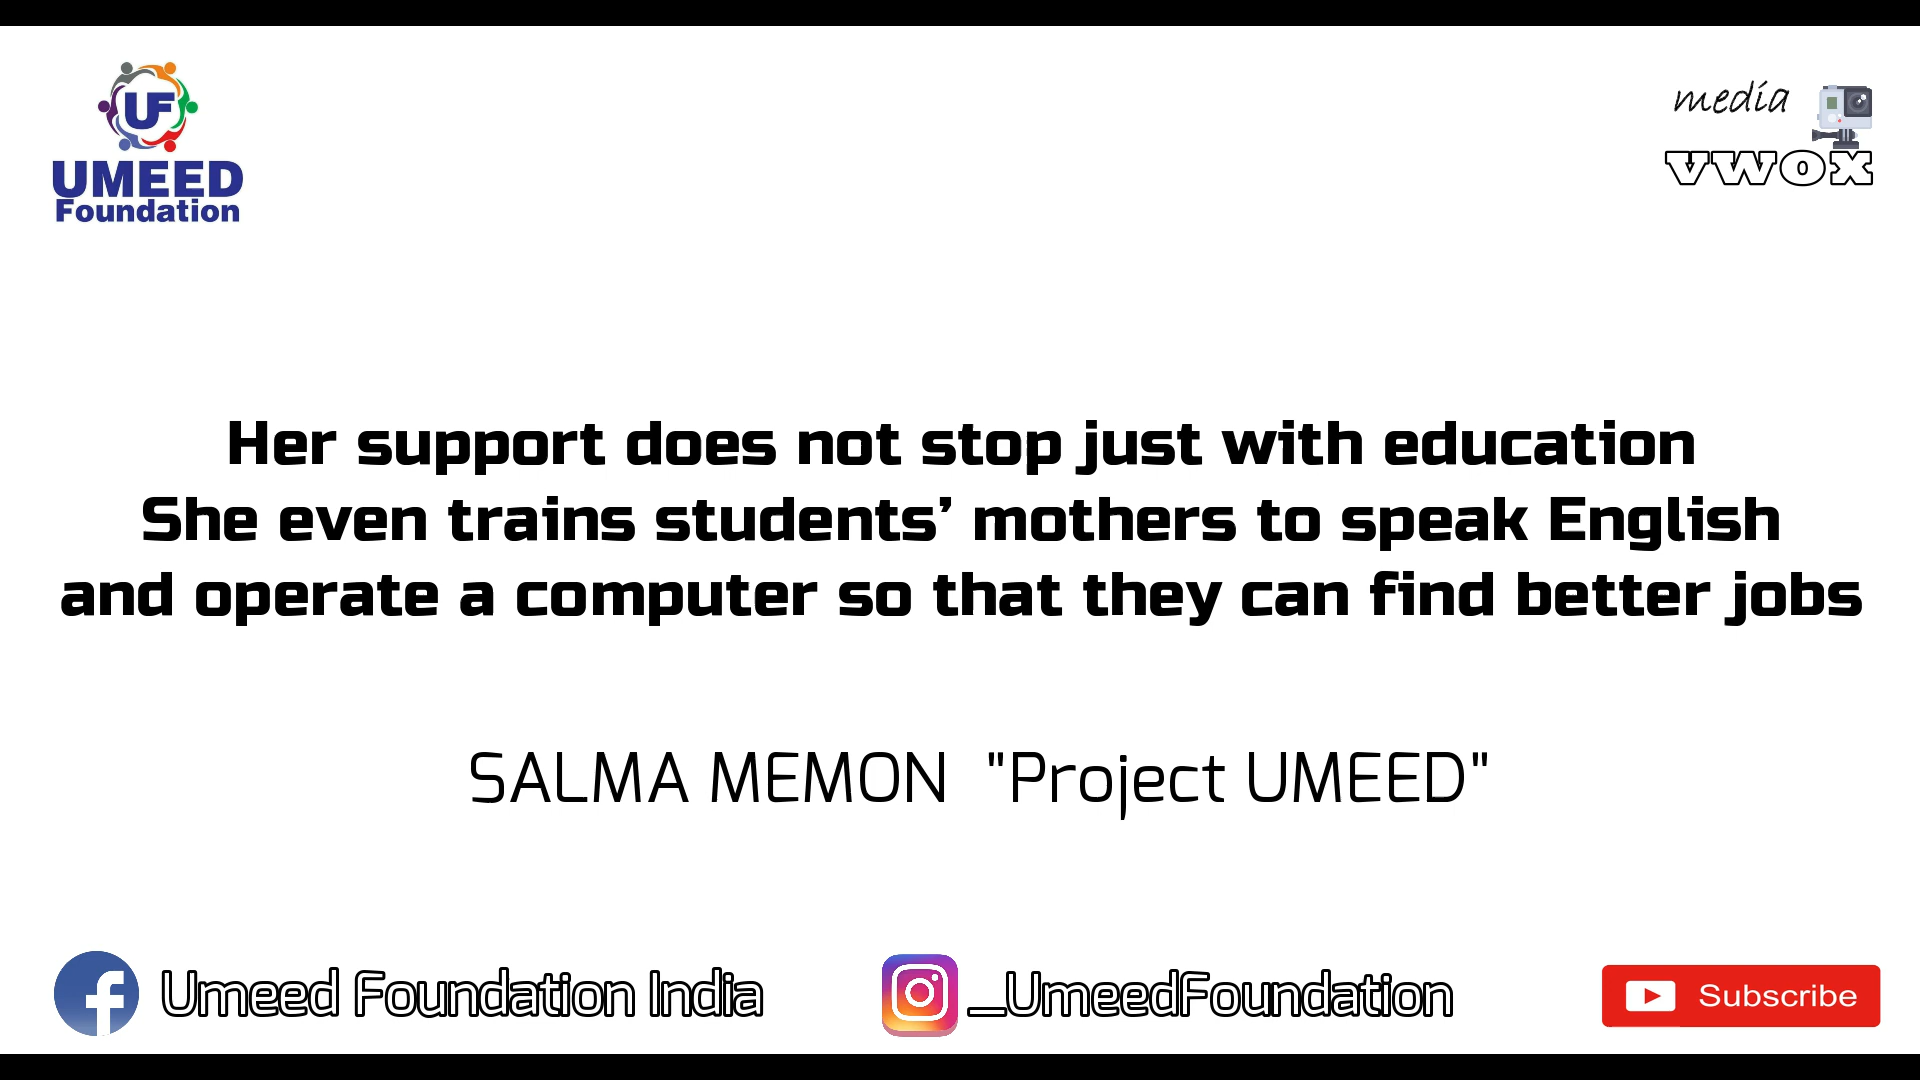 UF
UMEED
Foundation
media
vwox
Her support does not stop just with education
She even trains students’ mothers to speak English
and operate a computer so that they can find better jobs
SALMA MEMON "Project UMEED"
Umeed Foundation India
_UmeedFoundation
Subscribe